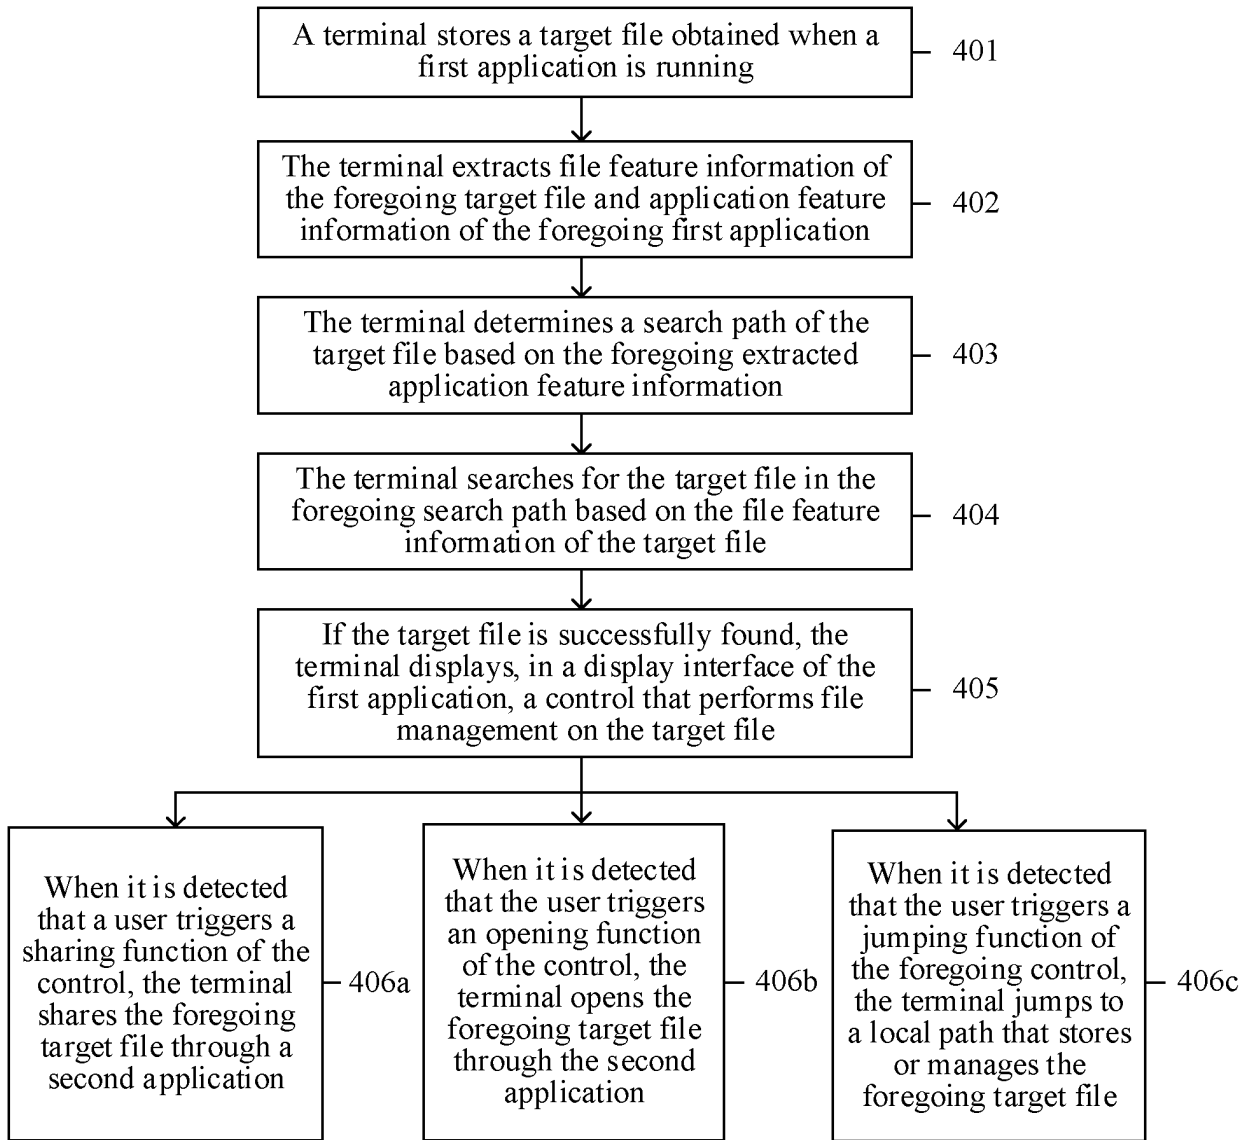 A terminal stores a target file obtained when a
first application is running
401
The terminal extracts file feature information of
the foregoing target file and application feature
information of the foregoing first application
402
The terminal determines a search path of the
target file based on the foregoing extracted
application feature information
403
The terminal searches for the target file in the
foregoing search path based on the file feature
information of the target file
404
If the target file is successfully found, the
terminal displays, in a display interface of the
first application, a control that performs file
management on the target file
405
When it is detected
that a user triggers a
sharing function of the
control, the terminal
shares the foregoing
target file through a
second application
406a
When it is detected
that the user triggers
an opening function
of the control, the
terminal opens the
foregoing target file
through the second
application
406b
When it is detected
that the user triggers a
jumping function of
the foregoing control,
the terminal jumps to
a local path that stores
or manages the
foregoing target file
406c